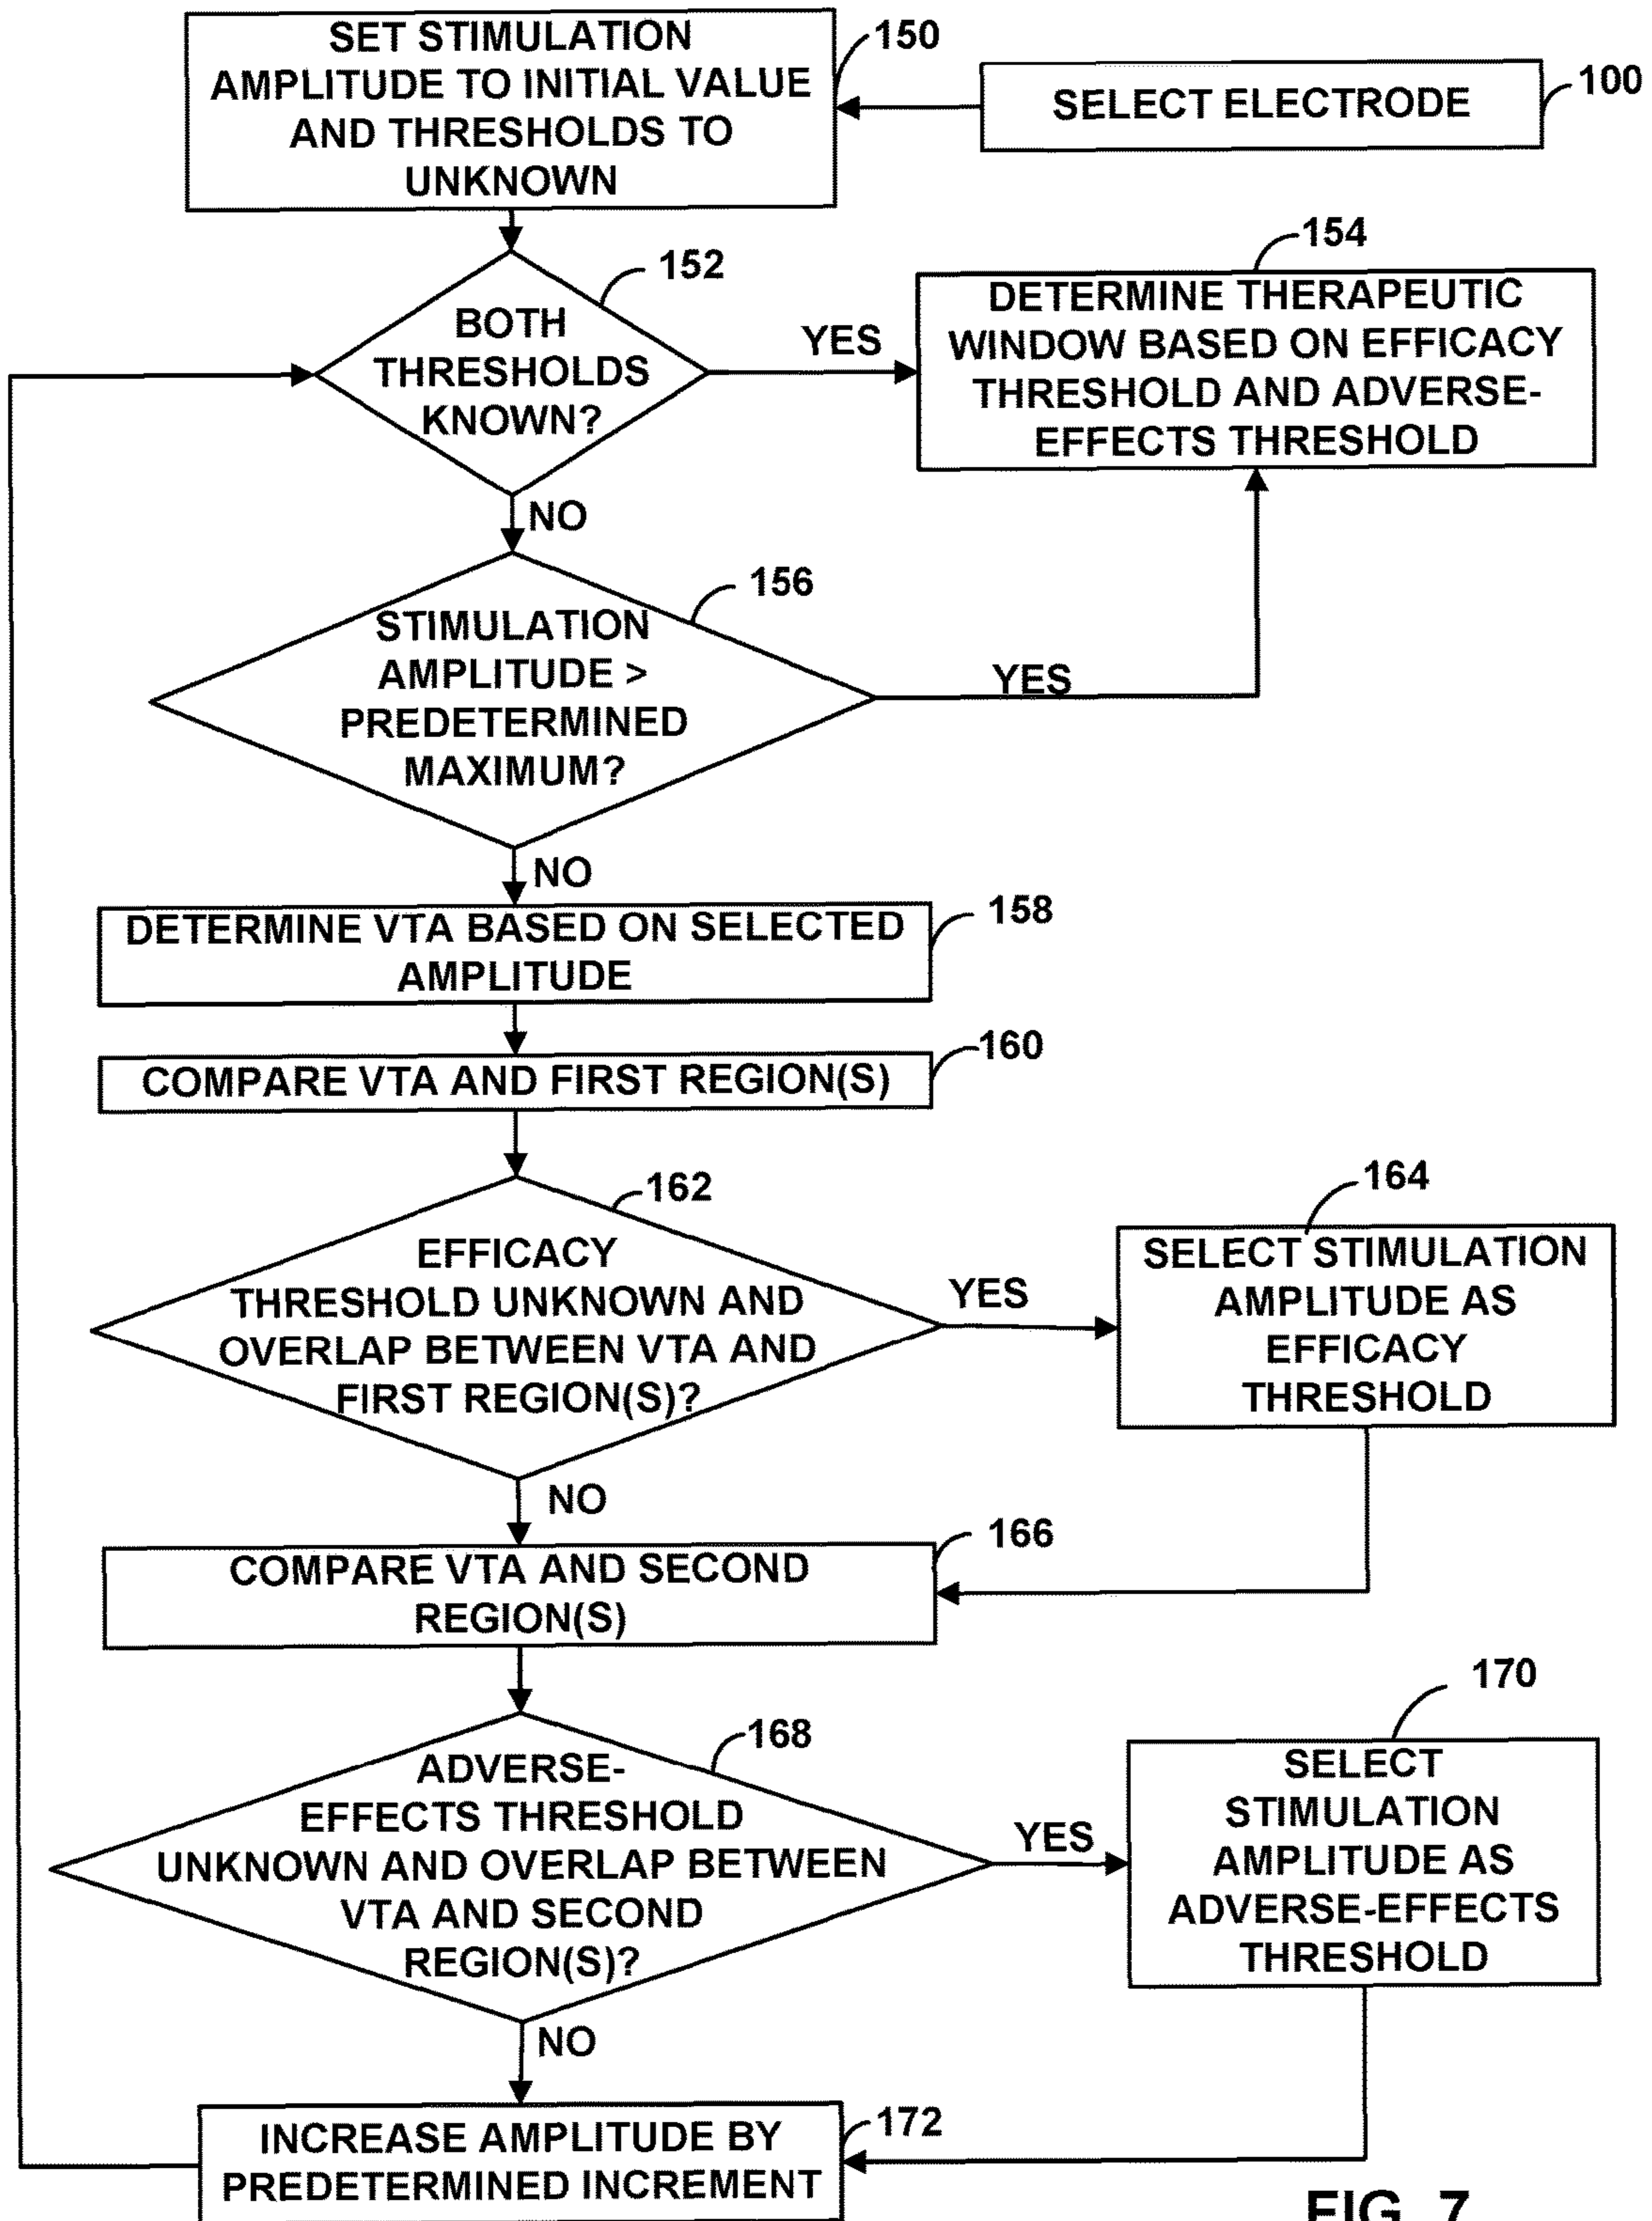 SET STIMULATION
AMPLITUDE TO INITIAL VALUE
AND THRESHOLDS TO
UNKNOWN
150
SELECT ELECTRODE
100
152
BOTH
THRESHOLDS
KNOWN?
YES
154
DETERMINE THERAPEUTIC
WINDOW BASED ON EFFICACY
THRESHOLD AND ADVERSE-
EFFECTS THRESHOLD
NO
156
STIMULATION
AMPLITUDE >
PREDETERMINED
MAXIMUM?
YES
NO
DETERMINE VTA BASED ON SELECTED
AMPLITUDE
158
COMPARE VTA AND FIRST REGION(S)
160
162
EFFICACY
THRESHOLD UNKNOWN AND
OVERLAP BETWEEN VTA AND
FIRST REGION(S)?
YES
164
SELECT STIMULATION
AMPLITUDE AS
EFFICACY
THRESHOLD
NO
COMPARE VTA AND SECOND
REGION(S)
166
168
ADVERSE-
EFFECTS THRESHOLD
UNKNOWN AND OVERLAP BETWEEN
VTA AND SECOND
REGION(S)?
YES
170
SELECT
STIMULATION
AMPLITUDE AS
ADVERSE-EFFECTS
THRESHOLD
NO
INCREASE AMPLITUDE BY
PREDETERMINED INCREMENT
172
FIG. 7